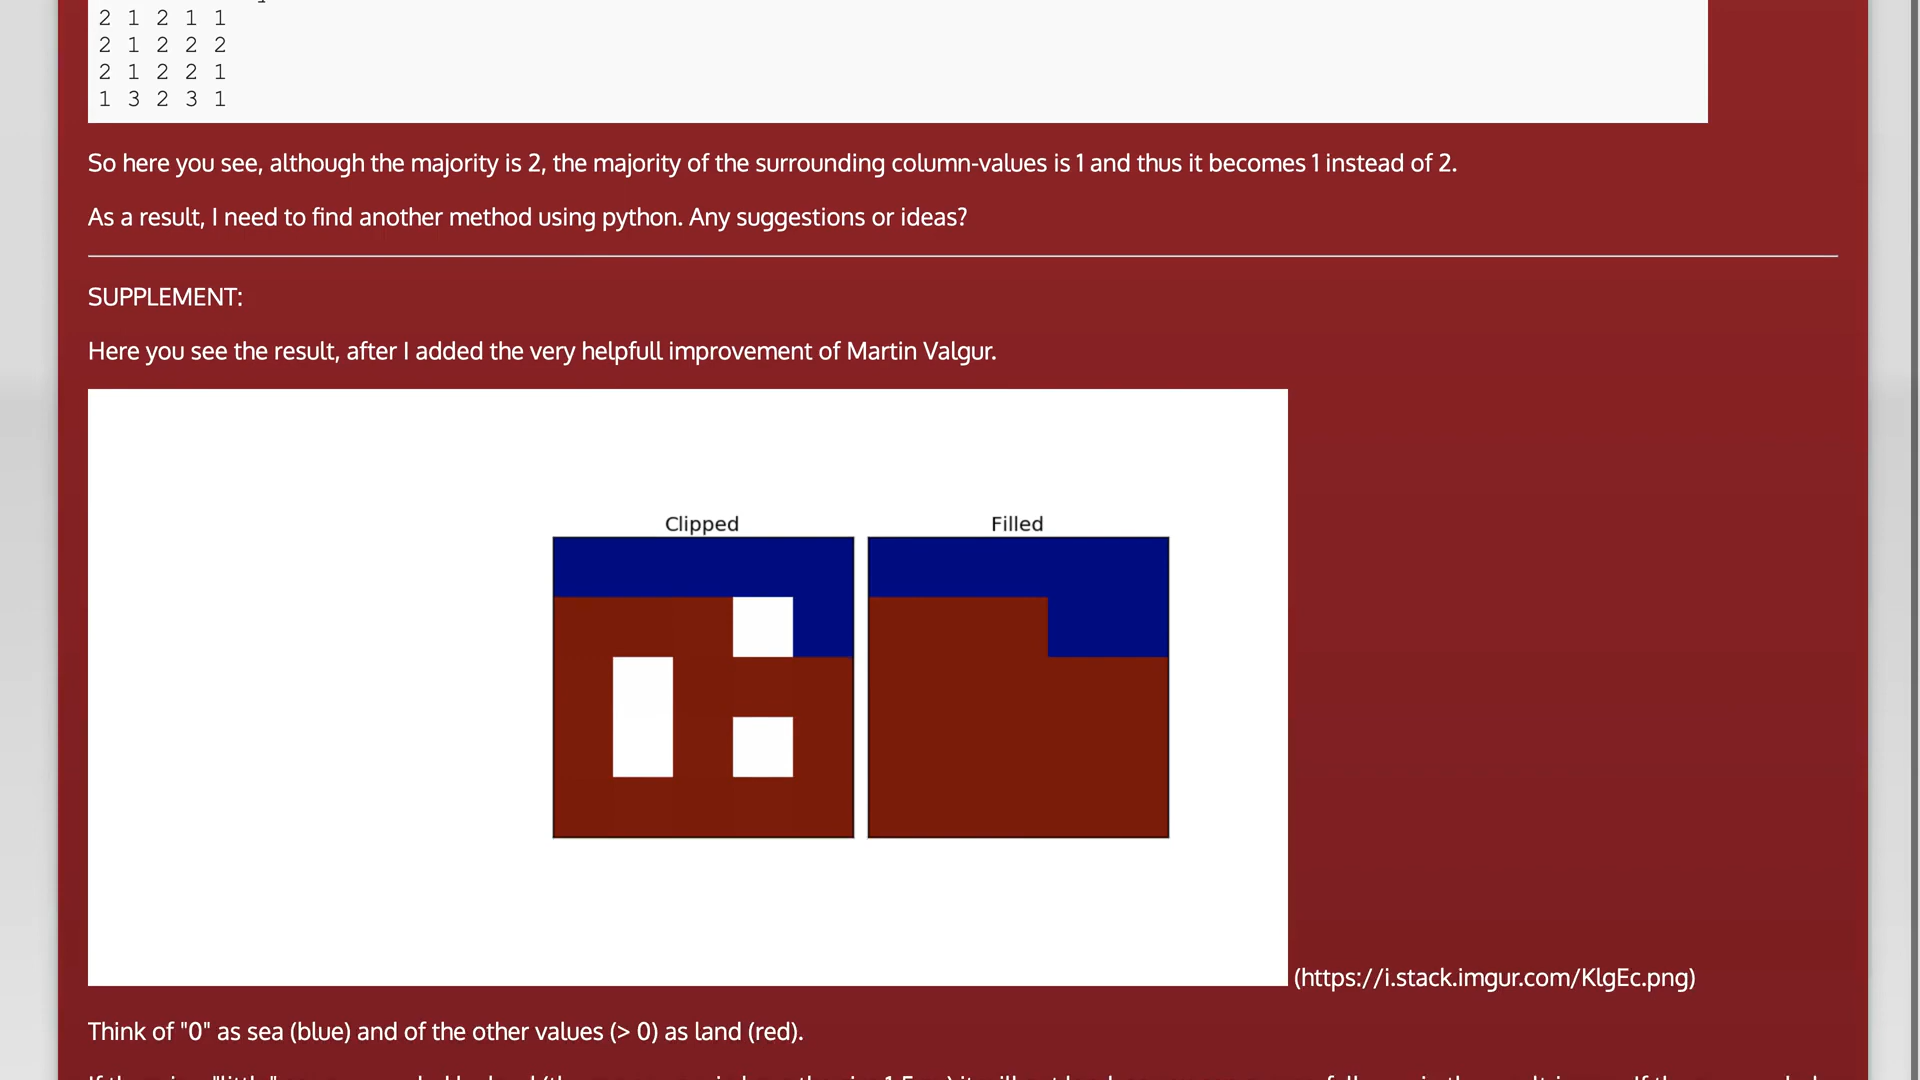 2 1 2 1 1
2 1 2 2 2
2 1 2 2 1
1 3 2 3 1
So here you see, although the majority is 2, the majority of the surrounding column-values is 1 and thus it becomes 1 instead of 2.
As a result, I need to find another method using python. Any suggestions or ideas?
SUPPLEMENT:
Here you see the result, after I added the very helpfull improvement of Martin Valgur.
Clipped Filled
(https://i.stack.imgur.com/KlgEc.png)
Think of "0" as sea (blue) and of the other values (> 0) as land (red).